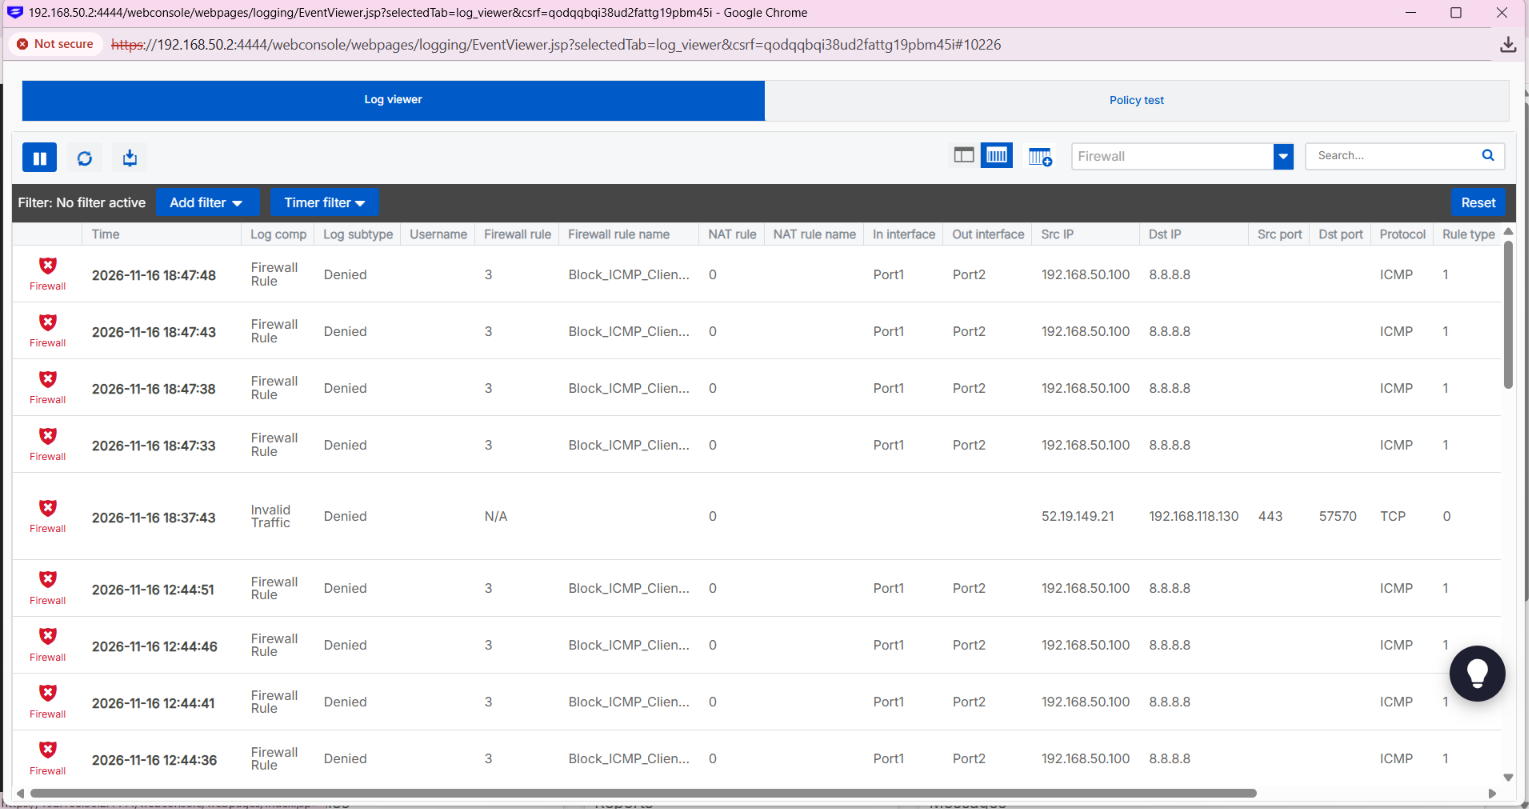 192.168.50.2:4444/webconsole/webpages/logging/EventViewer.jsp?selectedTab=log_viewer&csrf=qodqqbqi38ud2fattg19pbm45i - Google Chrome
Not secure https://192.168.50.2:4444/webconsole/webpages/logging/EventViewer.jsp?selectedTab=log_viewer&csrf=qodqqbqi38ud2fattg19pbm45i#10226
Log viewer Policy test
Firewall Search...
Filter: No filter active Add filter Timer filter Reset
Time Log comp Log subtype Username Firewall rule Firewall rule name NAT rule NAT rule name In interface Out interface Src IP Dst IP Src port Dst port Protocol Rule type
Firewall 2026-11-16 18:47:48 Firewall Rule Denied 3 Block_ICMP_Clien... 0 Port1 Port2 192.168.50.100 8.8.8.8 ICMP 1
Firewall 2026-11-16 18:47:43 Firewall Rule Denied 3 Block_ICMP_Clien... 0 Port1 Port2 192.168.50.100 8.8.8.8 ICMP 1
Firewall 2026-11-16 18:47:38 Firewall Rule Denied 3 Block_ICMP_Clien... 0 Port1 Port2 192.168.50.100 8.8.8.8 ICMP 1
Firewall 2026-11-16 18:47:33 Firewall Rule Denied 3 Block_ICMP_Clien... 0 Port1 Port2 192.168.50.100 8.8.8.8 ICMP 1
Firewall 2026-11-16 18:37:43 Invalid Traffic Denied N/A 0 52.19.149.21 192.168.118.130 443 57570 TCP 0
Firewall 2026-11-16 12:44:51 Firewall Rule Denied 3 Block_ICMP_Clien... 0 Port1 Port2 192.168.50.100 8.8.8.8 ICMP 1
Firewall 2026-11-16 12:44:46 Firewall Rule Denied 3 Block_ICMP_Clien... 0 Port1 Port2 192.168.50.100 8.8.8.8 ICMP 1
Firewall 2026-11-16 12:44:41 Firewall Rule Denied 3 Block_ICMP_Clien... 0 Port1 Port2 192.168.50.100 8.8.8.8 ICMP 1
Firewall 2026-11-16 12:44:36 Firewall Rule Denied 3 Block_ICMP_Clien... 0 Port1 Port2 192.168.50.100 8.8.8.8 ICMP 1